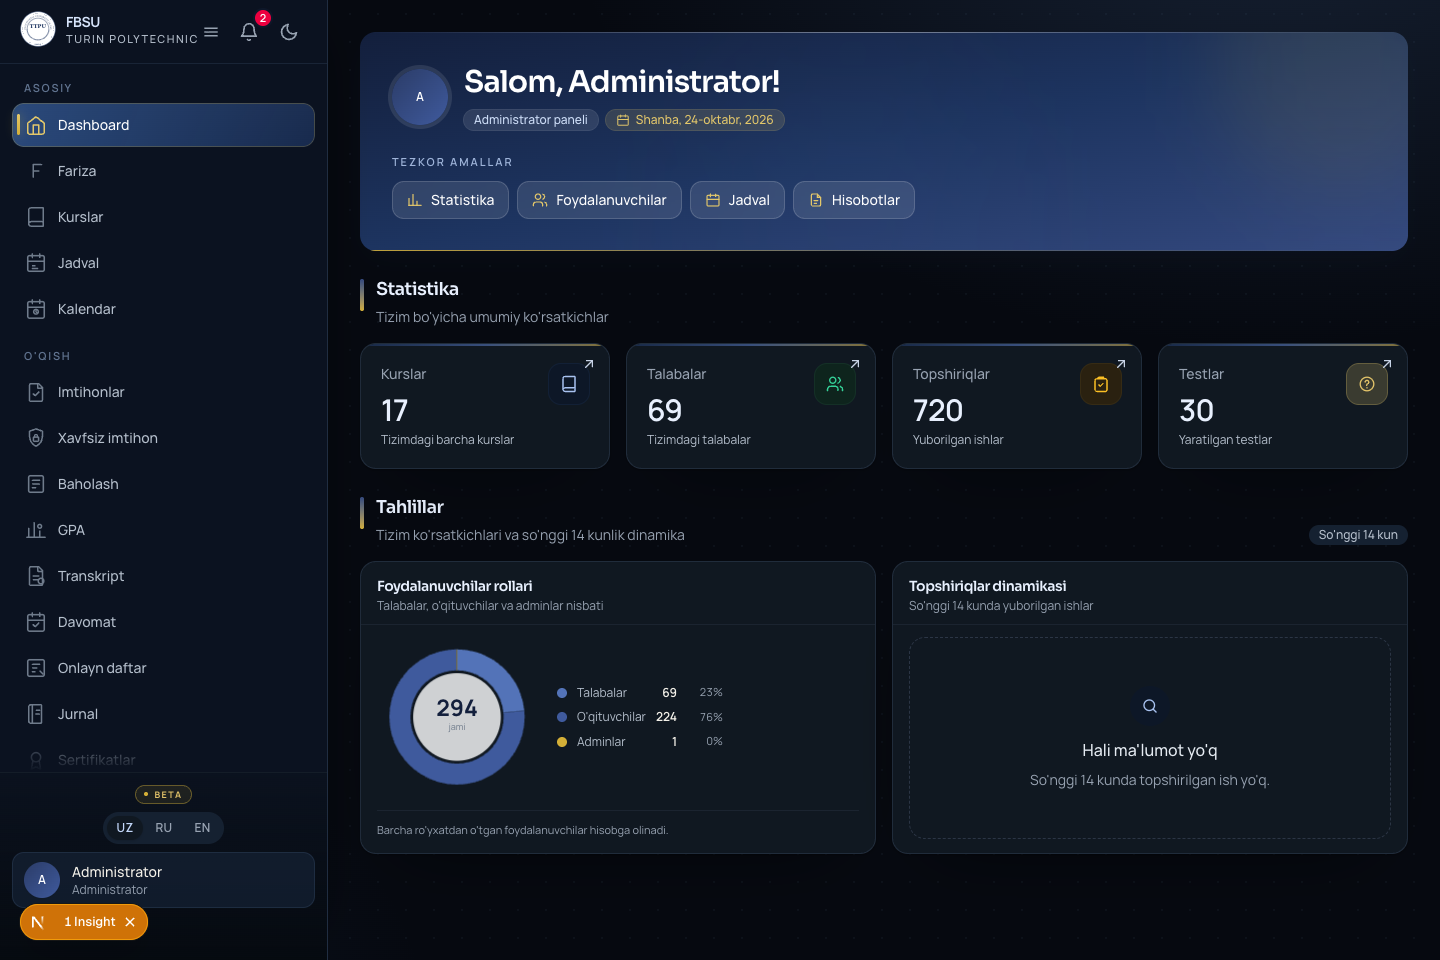 TTPU
FBSU
TURIN POLYTECHNIC
2
ASOSIY
Dashboard
Fariza
Kurslar
Jadval
Kalendar
O'QISH
Imtihonlar
Xavfsiz imtihon
Baholash
GPA
Transkript
Davomat
Onlayn daftar
Jurnal
Sertifikatlar
BETA
UZ RU EN
A
Administrator
Administrator
1 Insight
A
Salom, Administrator!
Administrator paneli
Shanba, 24-oktabr, 2026
TEZKOR AMALLAR
Statistika
Foydalanuvchilar
Jadval
Hisobotlar
Statistika
Tizim bo'yicha umumiy ko'rsatkichlar
Kurslar
17
Tizimdagi barcha kurslar
Talabalar
69
Tizimdagi talabalar
Topshiriqlar
720
Yuborilgan ishlar
Testlar
30
Yaratilgan testlar
Tahlillar
Tizim ko'rsatkichlari va so'nggi 14 kunlik dinamika
So'nggi 14 kun
Foydalanuvchilar rollari
Talabalar, o'qituvchilar va adminlar nisbati
294
jami
Talabalar 69 23%
O'qituvchilar 224 76%
Adminlar 1 0%
Barcha ro'yxatdan o'tgan foydalanuvchilar hisobga olinadi.
Topshiriqlar dinamikasi
So'nggi 14 kunda yuborilgan ishlar
Hali ma'lumot yo'q
So'nggi 14 kunda topshirilgan ish yo'q.